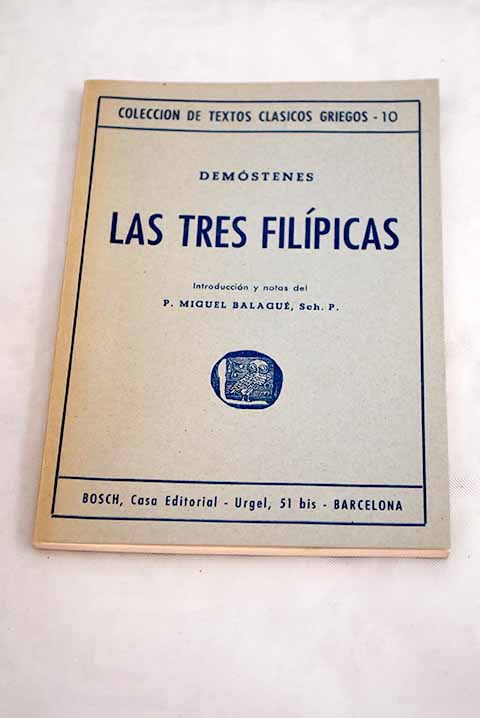 COLECCION DE TEXTOS CLASICOS GRIEGOS - 10
DEMÓSTENES
LAS TRES FILÍPICAS
Introducción y notas del
P. MIGUEL BALAGUÉ, Sch. P.
BOSCH, Casa Editorial - Urgel, 51 bis - BARCELONA